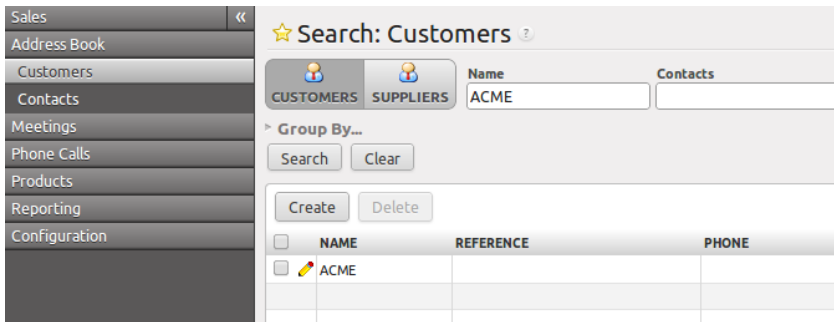 Sales «
Address Book
Customers
Contacts
Meetings
Phone Calls
Products
Reporting
Configuration
Search: Customers ?
CUSTOMERS SUPPLIERS
Name Contacts
ACME
Group By...
Search Clear
Create Delete
NAME REFERENCE PHONE
ACME